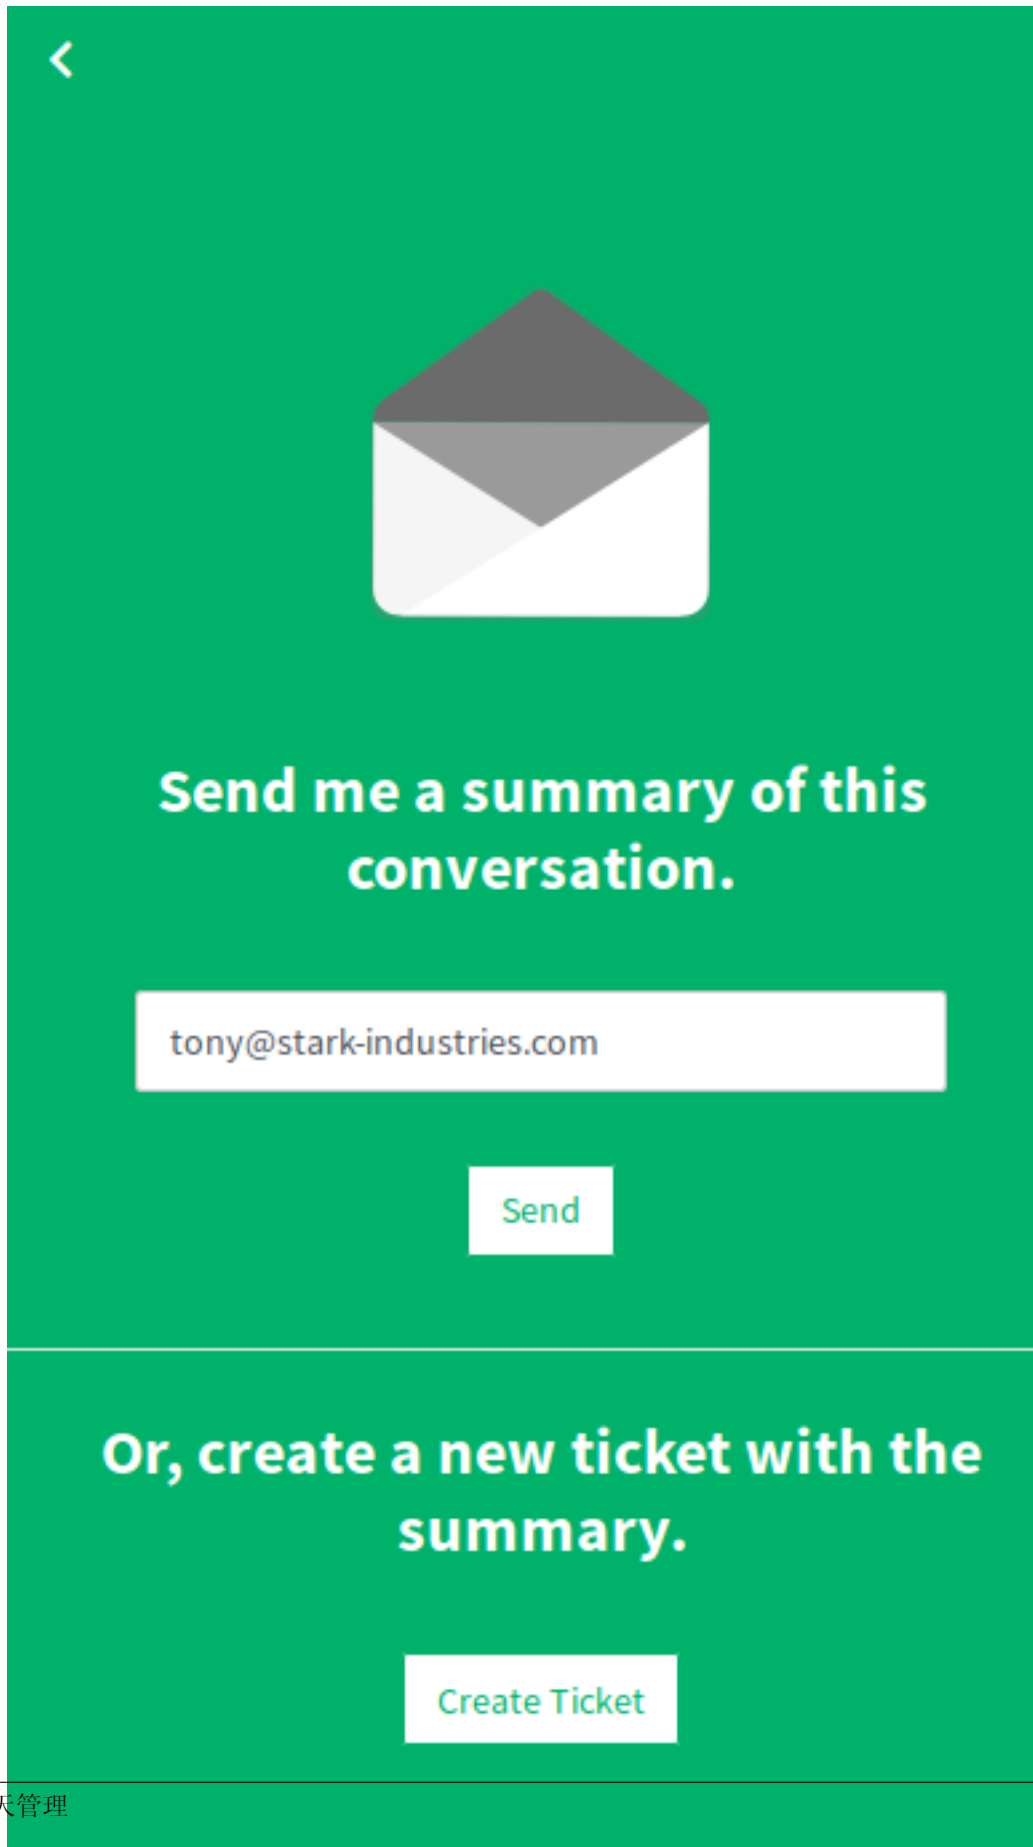 Send me a summary of this
conversation.
tony@stark-industries.com
Send
Or, create a new ticket with the
summary.
Create Ticket
管理